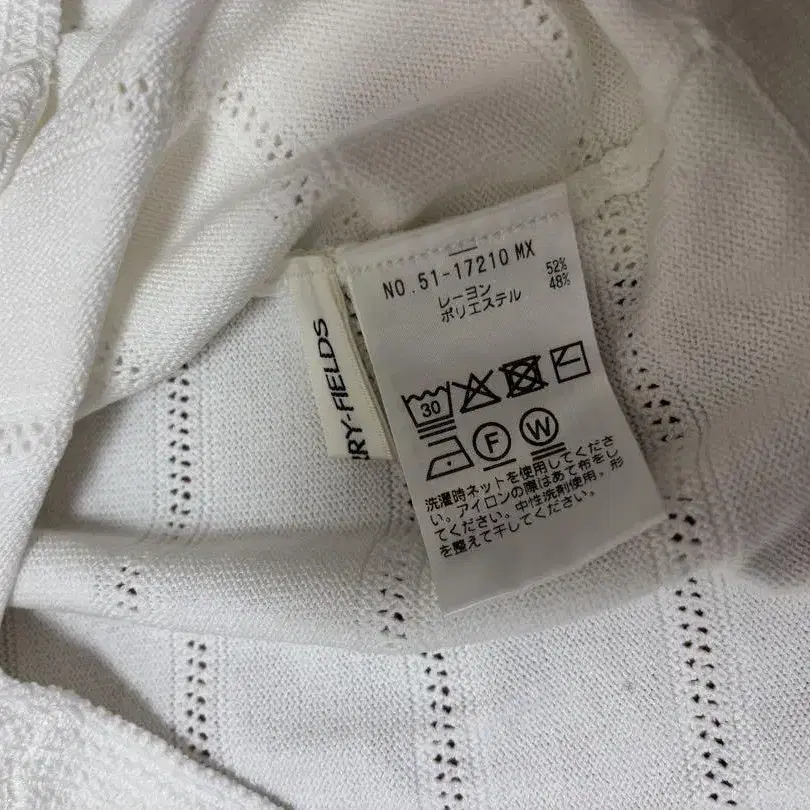 NO.51-17210 MX
レーヨン 52%
ポリエステル 48%
30
F W
洗濯時ネットを使用してくださ
い。アイロンの際はあて布をし
てください。中性洗剤使用。形
を整えて干してください。
RY-FIELDS